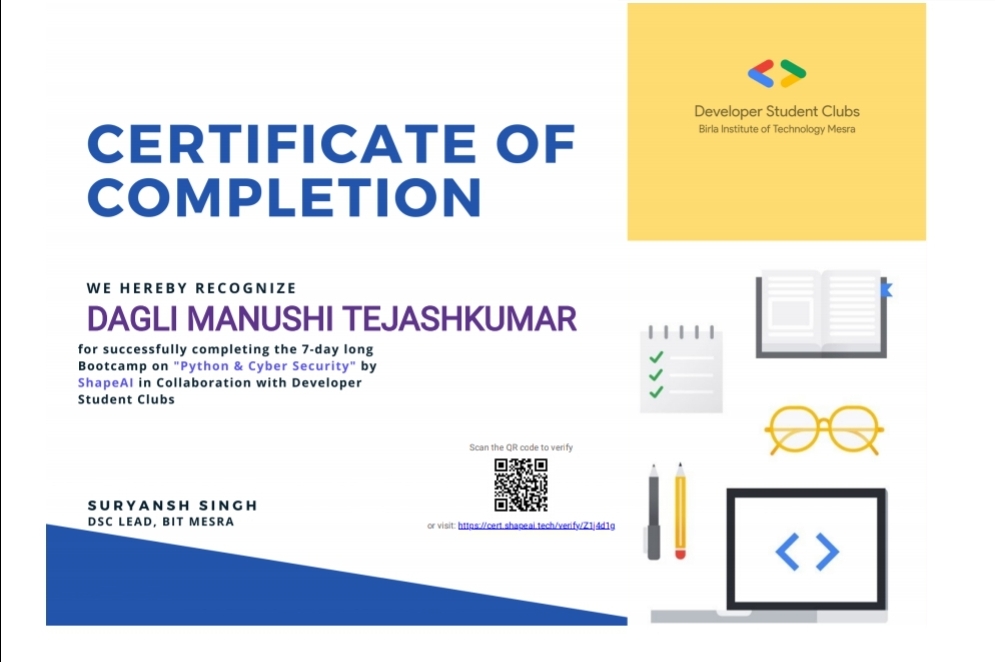 Developer Student Clubs
Birla Institute of Technology Mesra
CERTIFICATE OF
COMPLETION
WE HEREBY RECOGNIZE
DAGLI MANUSHI TEJASHKUMAR
for successfully completing the 7-day long
Bootcamp on "Python & Cyber Security" by
ShapeAI in Collaboration with Developer
Student Clubs
Scan the QR code to verify
SURYANSH SINGH
DSC LEAD, BIT MESRA
or visit: https://cert.shapeai.tech/verify/Z1j4d1g